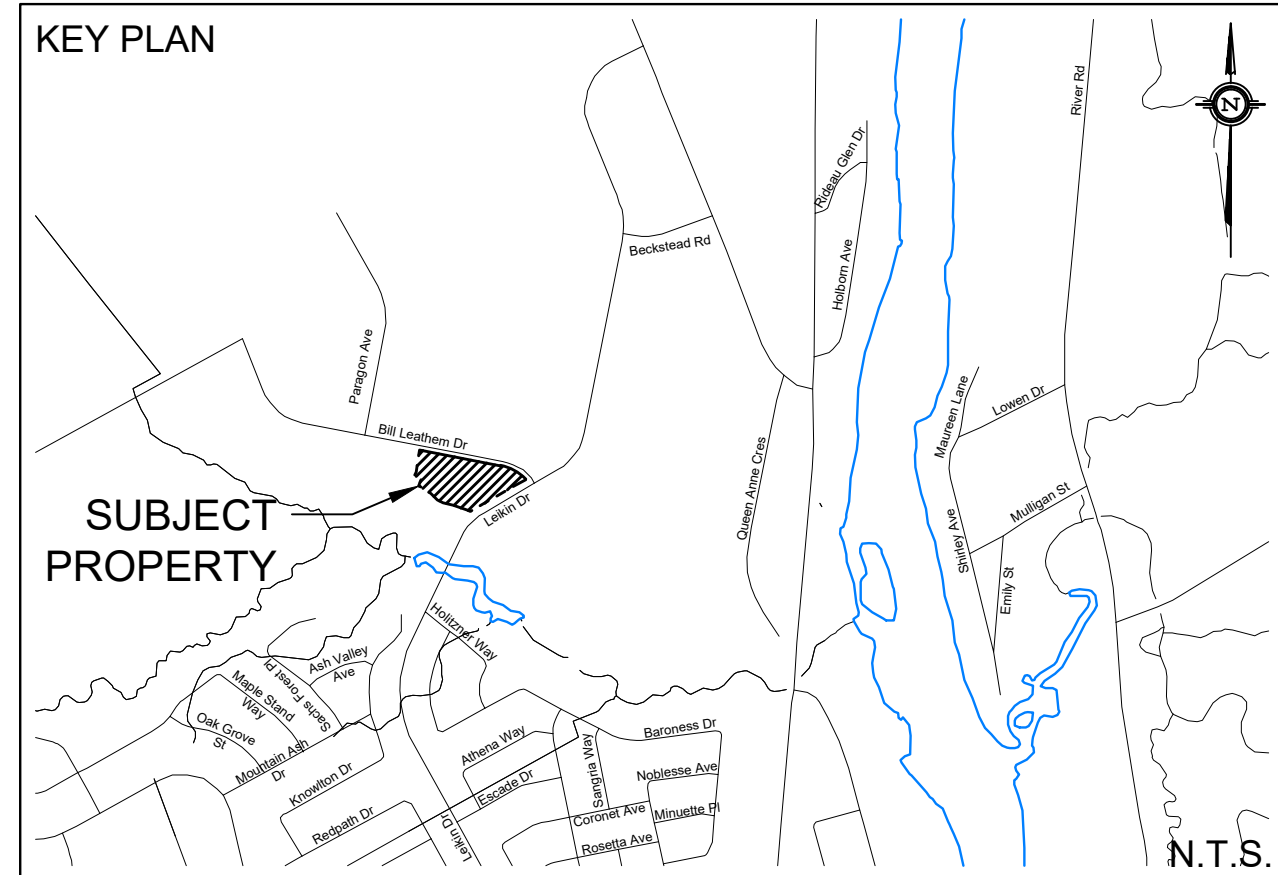 KEY PLAN
N
River Rd
Rideau Glen Dr
Holborn Ave
Beckstead Rd
Paragon Ave
Bill Leathem Dr
Maureen Lane
Lowen Dr
Queen Anne Cres
SUBJECT
PROPERTY
Leikin Dr
Mulligan St
Shirley Ave
Emily St
Holitzner Way
Ash Valley
Ave
Sachs Forest Pl
Maple Stand
Way
Oak Grove
St
Mountain Ash
Dr
Knowlton Dr
Redpath Dr
Leikin Dr
Athena Way
Escade Dr
Sangria Way
Baroness Dr
Noblesse Ave
Coronet Ave
Minuette Pl
Rosetta Ave
N.T.S.